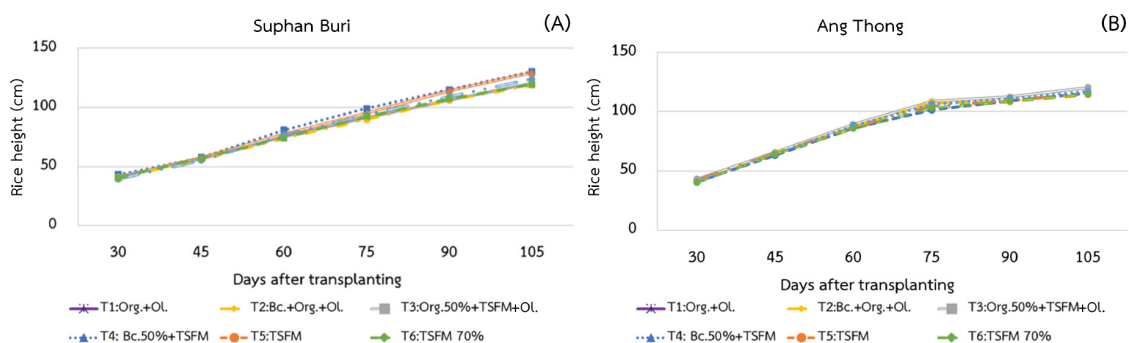 Suphan Buri
(A)
150
100
50
0
Rice height (cm)
30 45 60 75 90 105
Days after transplanting
T1:Org.+Ol. T2:Bc.+Org.+Ol. T3:Org.50%+TSFM+Ol.
T4: Bc.50%+TSFM T5:TSFM T6:TSFM 70%
Ang Thong
(B)
150
100
50
0
Rice height (cm)
30 45 60 75 90 105
Days after transplanting
T1:Org.+Ol. T2:Bc.+Org.+Ol. T3:Org.50%+TSFM+Ol.
T4: Bc.50%+TSFM T5:TSFM T6:TSFM 70%